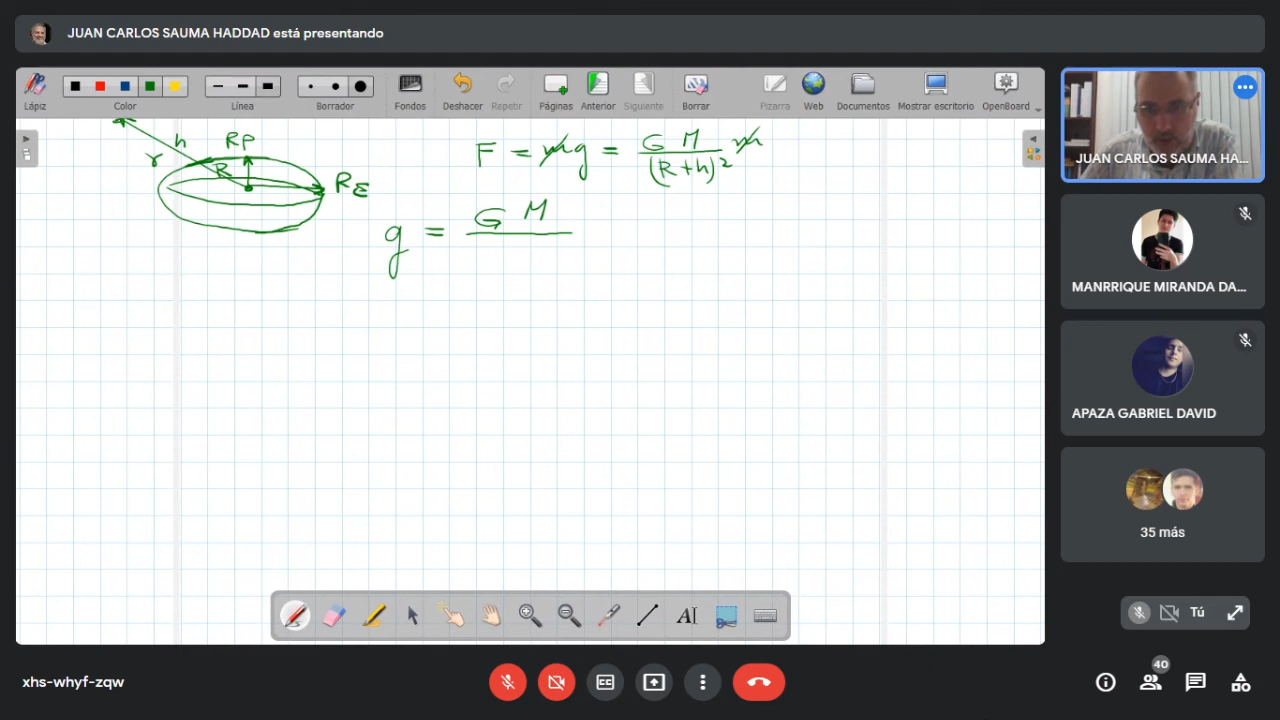 JUAN CARLOS SAUMA HADDAD está presentando
Lápiz
Color
Línea
Borrador
Fondos
Deshacer
Repetir
Páginas
Anterior
Siguiente
Borrar
Pizarra
Web
Documentos
Mostrar escritorio
OpenBoard
h
r
RP
R
RE
F = mg = G M m / (R+h)²
g = G M
AI
JUAN CARLOS SAUMA HA...
MANRRIQUE MIRANDA DA...
APAZA GABRIEL DAVID
35 más
Tú
xhs-whyf-zqw
CC
40